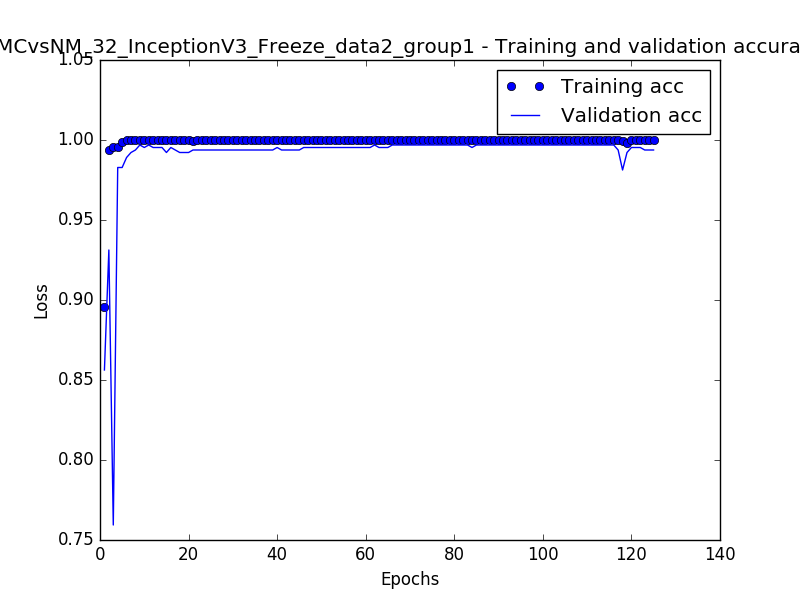 MCvsNM_32_InceptionV3_Freeze_data2_group1 - Training and validation accura
1.05
1.00
0.95
0.90
0.85
0.80
0.75
Loss
Training acc
Validation acc
0 20 40 60 80 100 120 140
Epochs